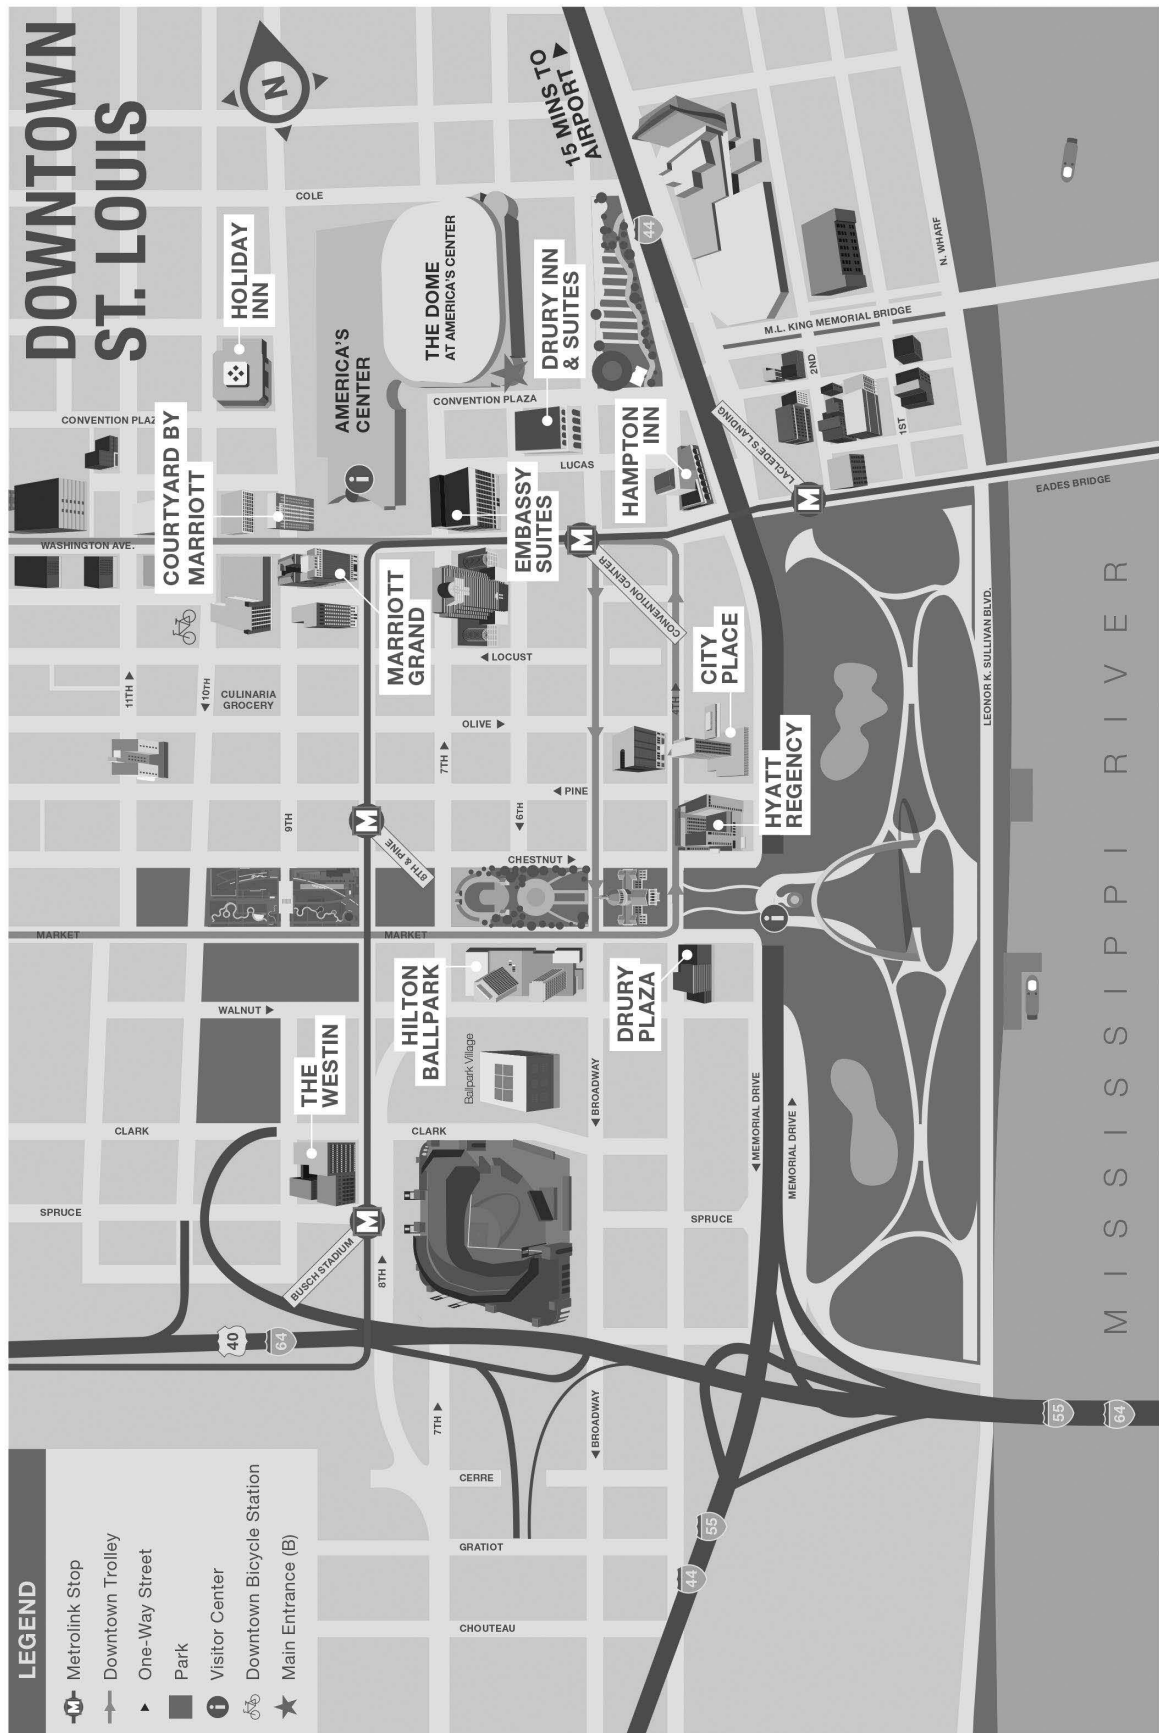 DOWNTOWN
ST. LOUIS
N
15 MINS TO
AIRPORT
COLE
HOLIDAY
INN
AMERICA'S
CENTER
THE DOME
AT AMERICA'S CENTER
DRURY INN
& SUITES
44
N. WHARF
M.L. KING MEMORIAL BRIDGE
2ND
1ST
CONVENTION PLAZ
CONVENTION PLAZA
COURTYARD BY
MARRIOTT
i
LUCAS
EMBASSY
SUITES
HAMPTON
INN
LACLEDE'S LANDING
M
EADES BRIDGE
WASHINGTON AVE.
M
CONVENTION CENTER
MARRIOTT
GRAND
LOCUST
CITY
PLACE
LEONOR K. SULLIVAN BLVD.
11TH
10TH
CULINARIA
GROCERY
OLIVE
7TH
4TH
HYATT
REGENCY
PINE
9TH
M
8TH & PINE
6TH
CHESTNUT
MARKET
MARKET
i
HILTON
BALLPARK
DRURY
PLAZA
WALNUT
THE
WESTIN
Ballpark Village
BROADWAY
MEMORIAL DRIVE
MEMORIAL DRIVE
CLARK
CLARK
SPRUCE
M
BUSCH STADIUM
8TH
SPRUCE
MISSISSIPPI RIVER
40
64
7TH
BROADWAY
55
64
CERRE
GRATIOT
CHOUTEAU
55
44
LEGEND
M Metrolink Stop
Downtown Trolley
One-Way Street
Park
i Visitor Center
Downtown Bicycle Station
Main Entrance (B)